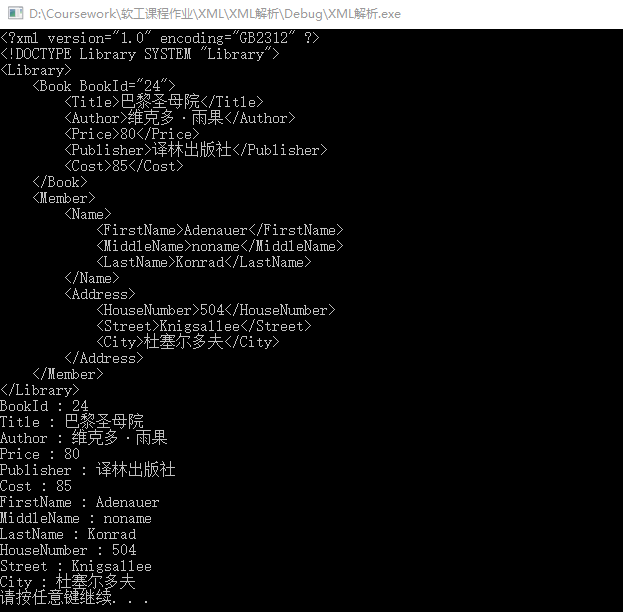 D:\Coursework\软工课程作业\XML\XML解析\Debug\XML解析.exe
<?xml version="1.0" encoding="GB2312" ?>
<!DOCTYPE Library SYSTEM "Library">
<Library>
    <Book BookId="24">
        <Title>巴黎圣母院</Title>
        <Author>维克多·雨果</Author>
        <Price>80</Price>
        <Publisher>译林出版社</Publisher>
        <Cost>85</Cost>
    </Book>
    <Member>
        <Name>
            <FirstName>Adenauer</FirstName>
            <MiddleName>noname</MiddleName>
            <LastName>Konrad</LastName>
        </Name>
        <Address>
            <HouseNumber>504</HouseNumber>
            <Street>Knigsallee</Street>
            <City>杜塞尔多夫</City>
        </Address>
    </Member>
</Library>
BookId : 24
Title : 巴黎圣母院
Author : 维克多·雨果
Price : 80
Publisher : 译林出版社
Cost : 85
FirstName : Adenauer
MiddleName : noname
LastName : Konrad
HouseNumber : 504
Street : Knigsallee
City : 杜塞尔多夫
请按任意键继续. . .